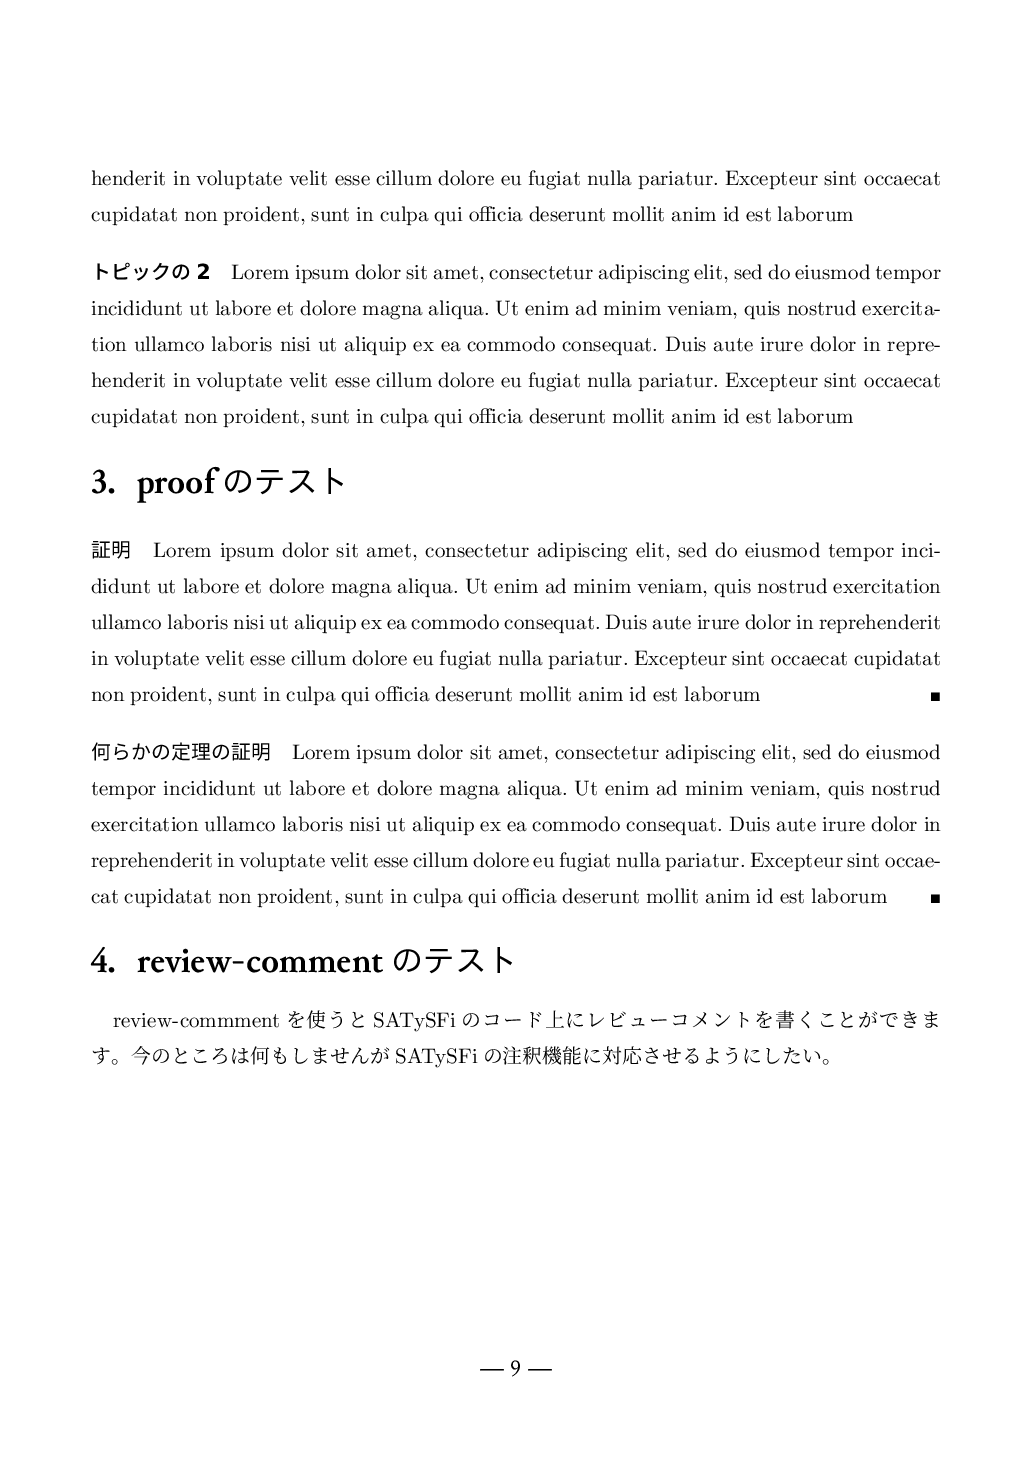 henderit in voluptate velit esse cillum dolore eu fugiat nulla pariatur. Excepteur sint occaecat
cupidatat non proident, sunt in culpa qui officia deserunt mollit anim id est laborum
トピックの 2 Lorem ipsum dolor sit amet, consectetur adipiscing elit, sed do eiusmod tempor
incididunt ut labore et dolore magna aliqua. Ut enim ad minim veniam, quis nostrud exercita-
tion ullamco laboris nisi ut aliquip ex ea commodo consequat. Duis aute irure dolor in repre-
henderit in voluptate velit esse cillum dolore eu fugiat nulla pariatur. Excepteur sint occaecat
cupidatat non proident, sunt in culpa qui officia deserunt mollit anim id est laborum
3. proof のテスト
証明 Lorem ipsum dolor sit amet, consectetur adipiscing elit, sed do eiusmod tempor inci-
didunt ut labore et dolore magna aliqua. Ut enim ad minim veniam, quis nostrud exercitation
ullamco laboris nisi ut aliquip ex ea commodo consequat. Duis aute irure dolor in reprehenderit
in voluptate velit esse cillum dolore eu fugiat nulla pariatur. Excepteur sint occaecat cupidatat
non proident, sunt in culpa qui officia deserunt mollit anim id est laborum ■
何らかの定理の証明 Lorem ipsum dolor sit amet, consectetur adipiscing elit, sed do eiusmod
tempor incididunt ut labore et dolore magna aliqua. Ut enim ad minim veniam, quis nostrud
exercitation ullamco laboris nisi ut aliquip ex ea commodo consequat. Duis aute irure dolor in
reprehenderit in voluptate velit esse cillum dolore eu fugiat nulla pariatur. Excepteur sint occae-
cat cupidatat non proident, sunt in culpa qui officia deserunt mollit anim id est laborum ■
4. review-comment のテスト
review-commment を使うと SATySFi のコード上にレビューコメントを書くことができま
す。今のところは何もしませんが SATySFi の注釈機能に対応させるようにしたい。
— 9 —